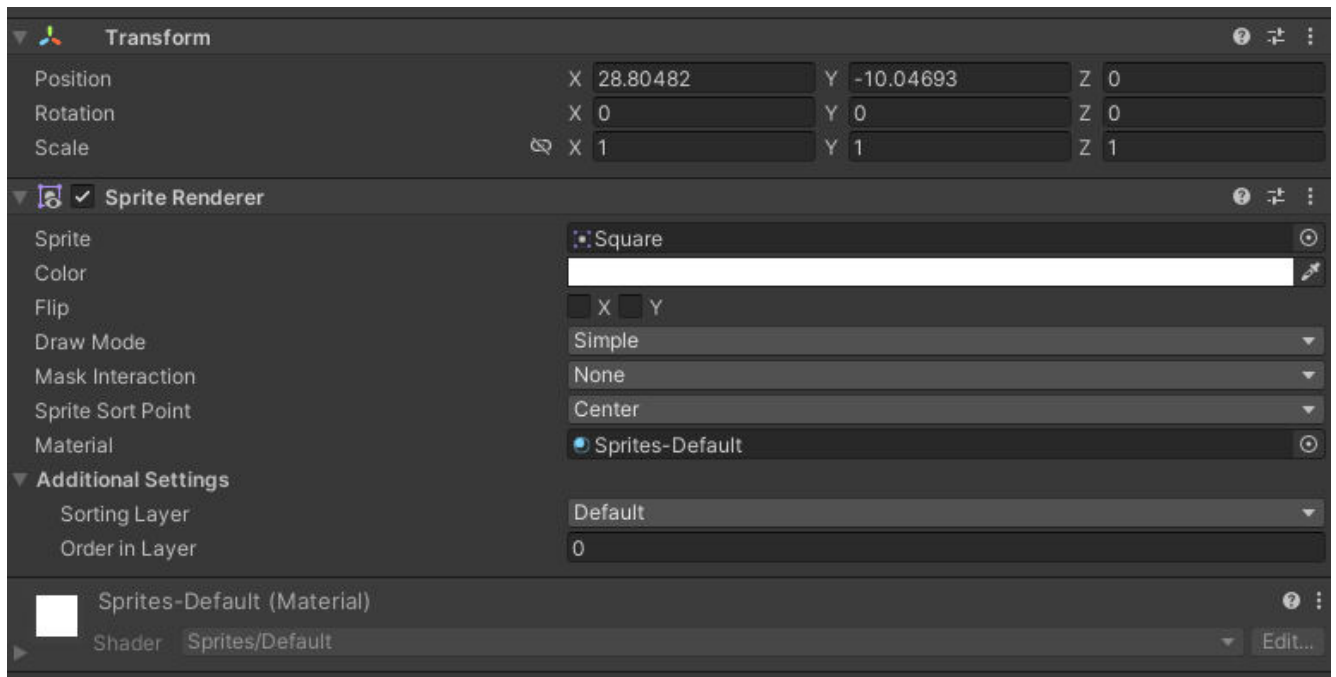 Transform
Position X 28.80482 Y -10.04693 Z 0
Rotation X 0 Y 0 Z 0
Scale X 1 Y 1 Z 1
Sprite Renderer
Sprite Square
Color
Flip X Y
Draw Mode Simple
Mask Interaction None
Sprite Sort Point Center
Material Sprites-Default
Additional Settings
Sorting Layer Default
Order in Layer 0
Sprites-Default (Material)
Shader Sprites/Default Edit...